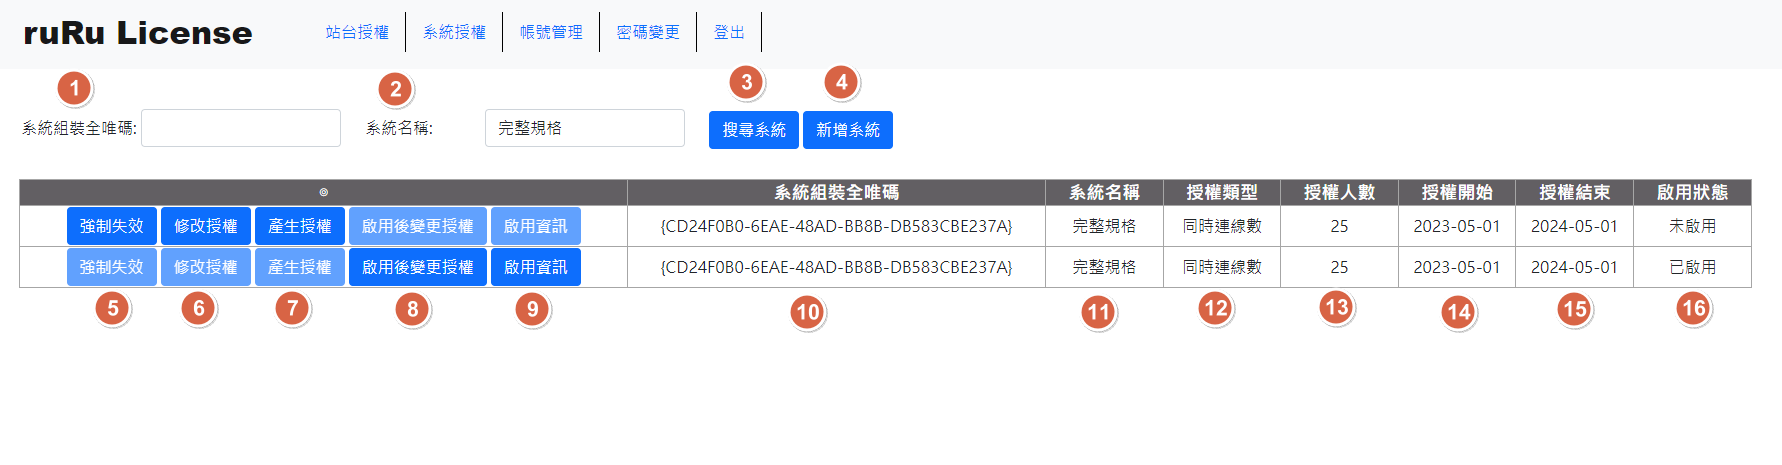 ruRu License 站台授權 系統授權 帳號管理 密碼變更 登出
1 2 3 4
系統組裝全唯碼: 系統名稱: 完整規格 搜尋系統 新增系統
◎ 系統組裝全唯碼 系統名稱 授權類型 授權人數 授權開始 授權結束 啟用狀態
強制失效 修改授權 產生授權 啟用後變更授權 啟用資訊 {CD24F0B0-6EAE-48AD-BB8B-DB583CBE237A} 完整規格 同時連線數 25 2023-05-01 2024-05-01 未啟用
強制失效 修改授權 產生授權 啟用後變更授權 啟用資訊 {CD24F0B0-6EAE-48AD-BB8B-DB583CBE237A} 完整規格 同時連線數 25 2023-05-01 2024-05-01 已啟用
5 6 7 8 9 10 11 12 13 14 15 16